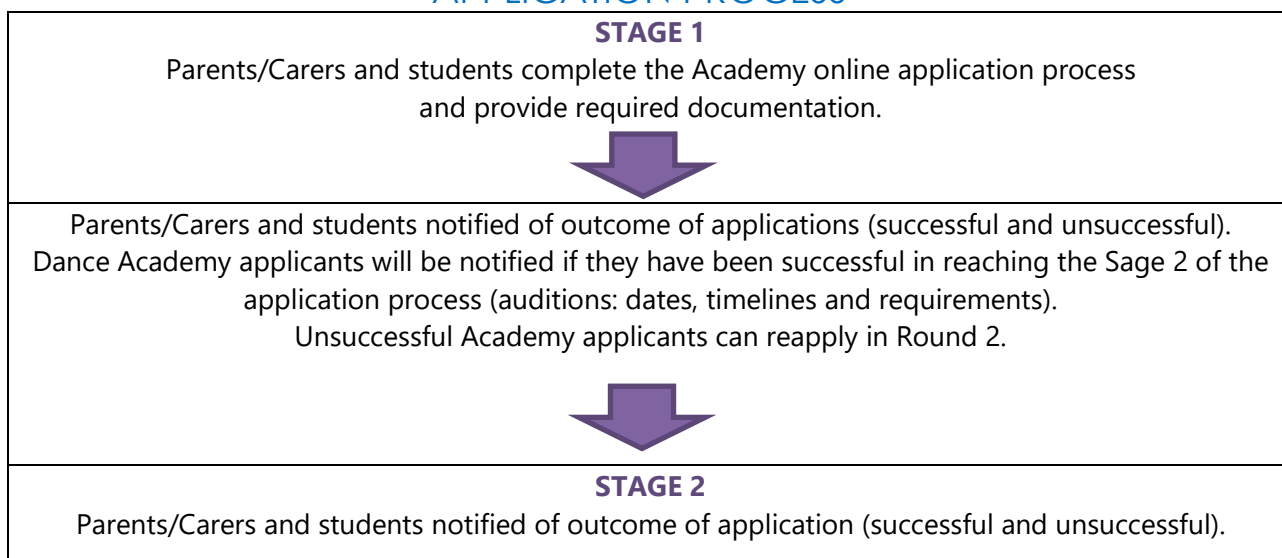 APPLICATION PROCESS
STAGE 1
Parents/Carers and students complete the Academy online application process
and provide required documentation.
Parents/Carers and students notified of outcome of applications (successful and unsuccessful).
Dance Academy applicants will be notified if they have been successful in reaching the Sage 2 of the
application process (auditions: dates, timelines and requirements).
Unsuccessful Academy applicants can reapply in Round 2.
STAGE 2
Parents/Carers and students notified of outcome of application (successful and unsuccessful).